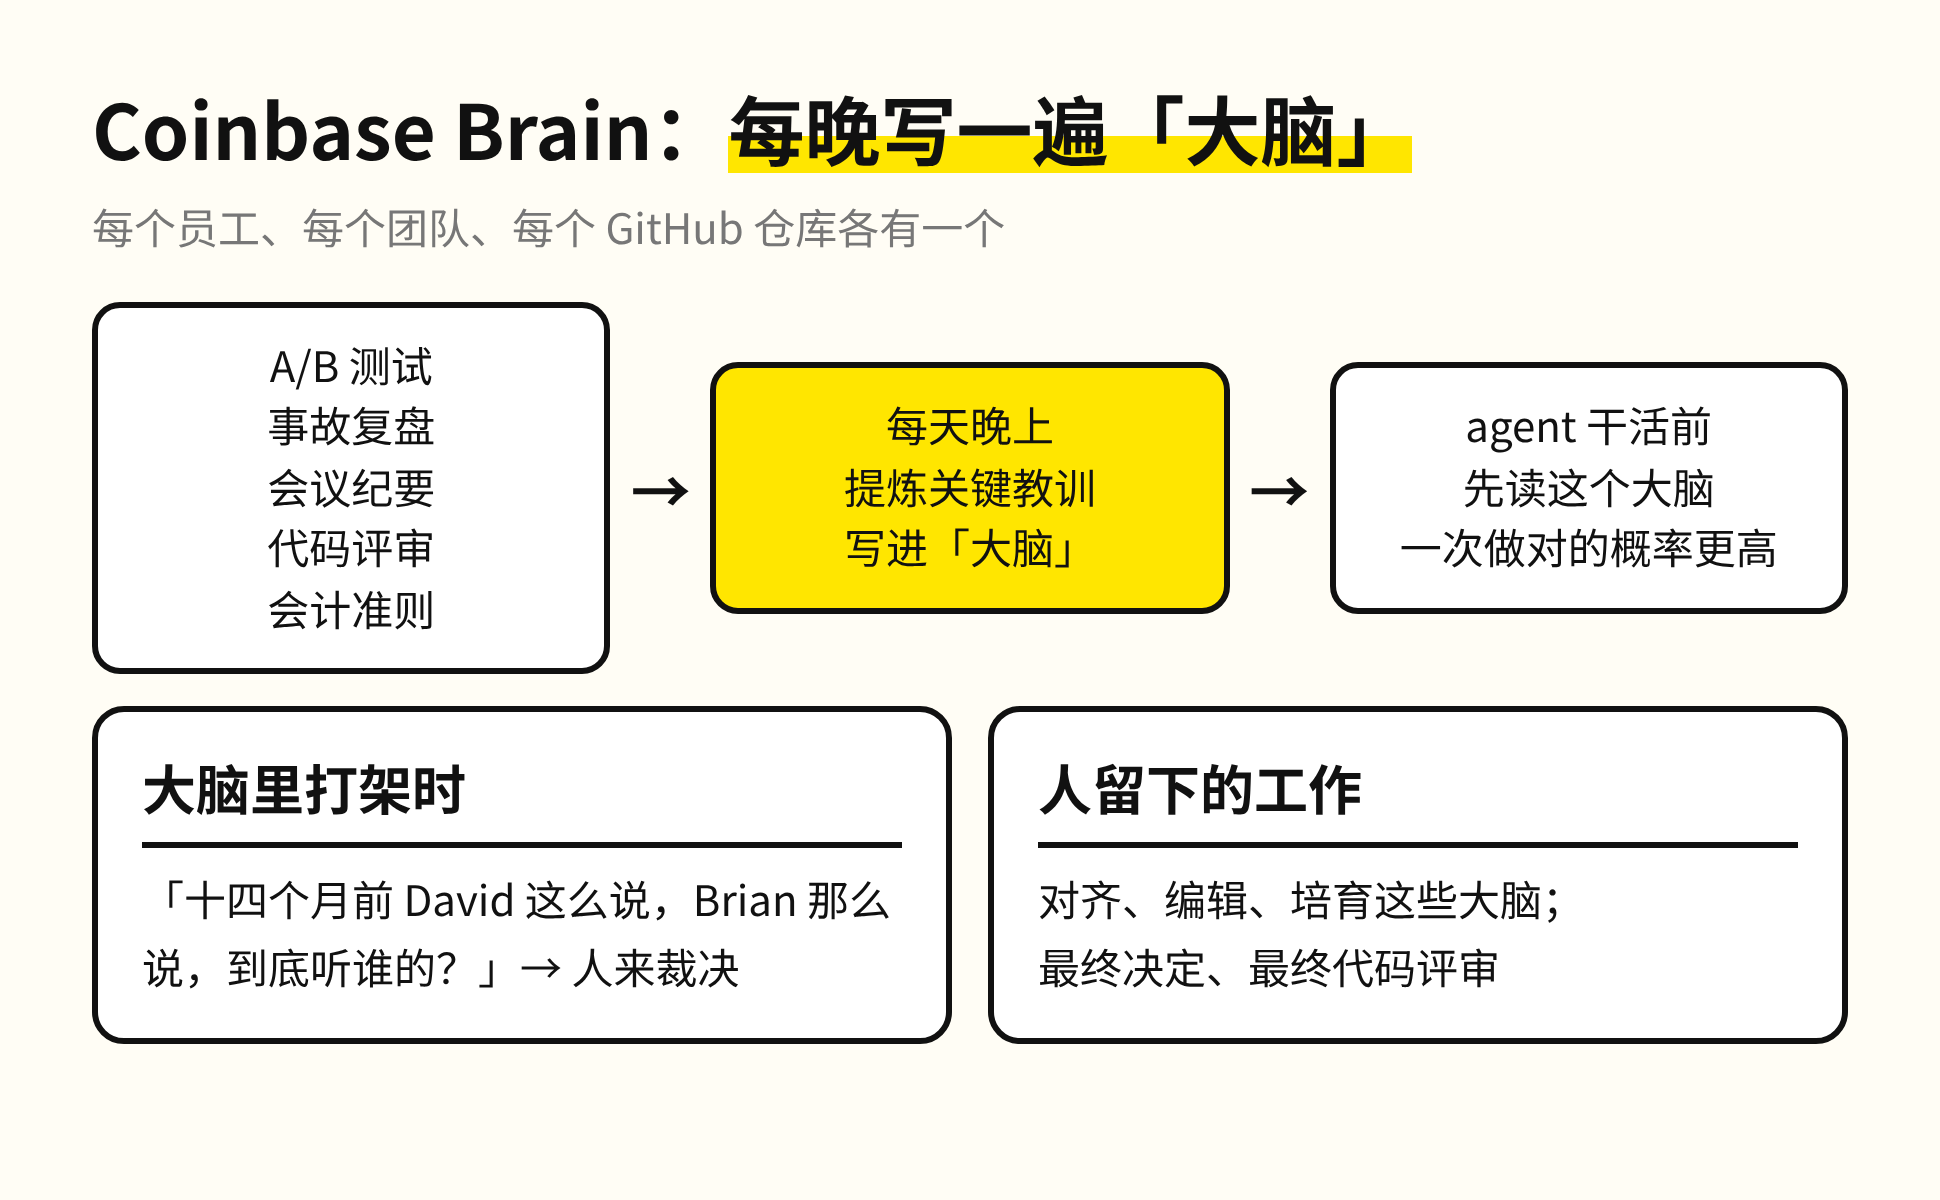 Coinbase Brain：每晚写一遍「大脑」
每个员工、每个团队、每个 GitHub 仓库各有一个
A/B 测试
事故复盘
会议纪要
代码评审
会计准则
→
每天晚上
提炼关键教训
写进「大脑」
→
agent 干活前
先读这个大脑
一次做对的概率更高
大脑里打架时
「十四个月前 David 这么说，Brian 那么
说，到底听谁的？」→ 人来裁决
人留下的工作
对齐、编辑、培育这些大脑；
最终决定、最终代码评审